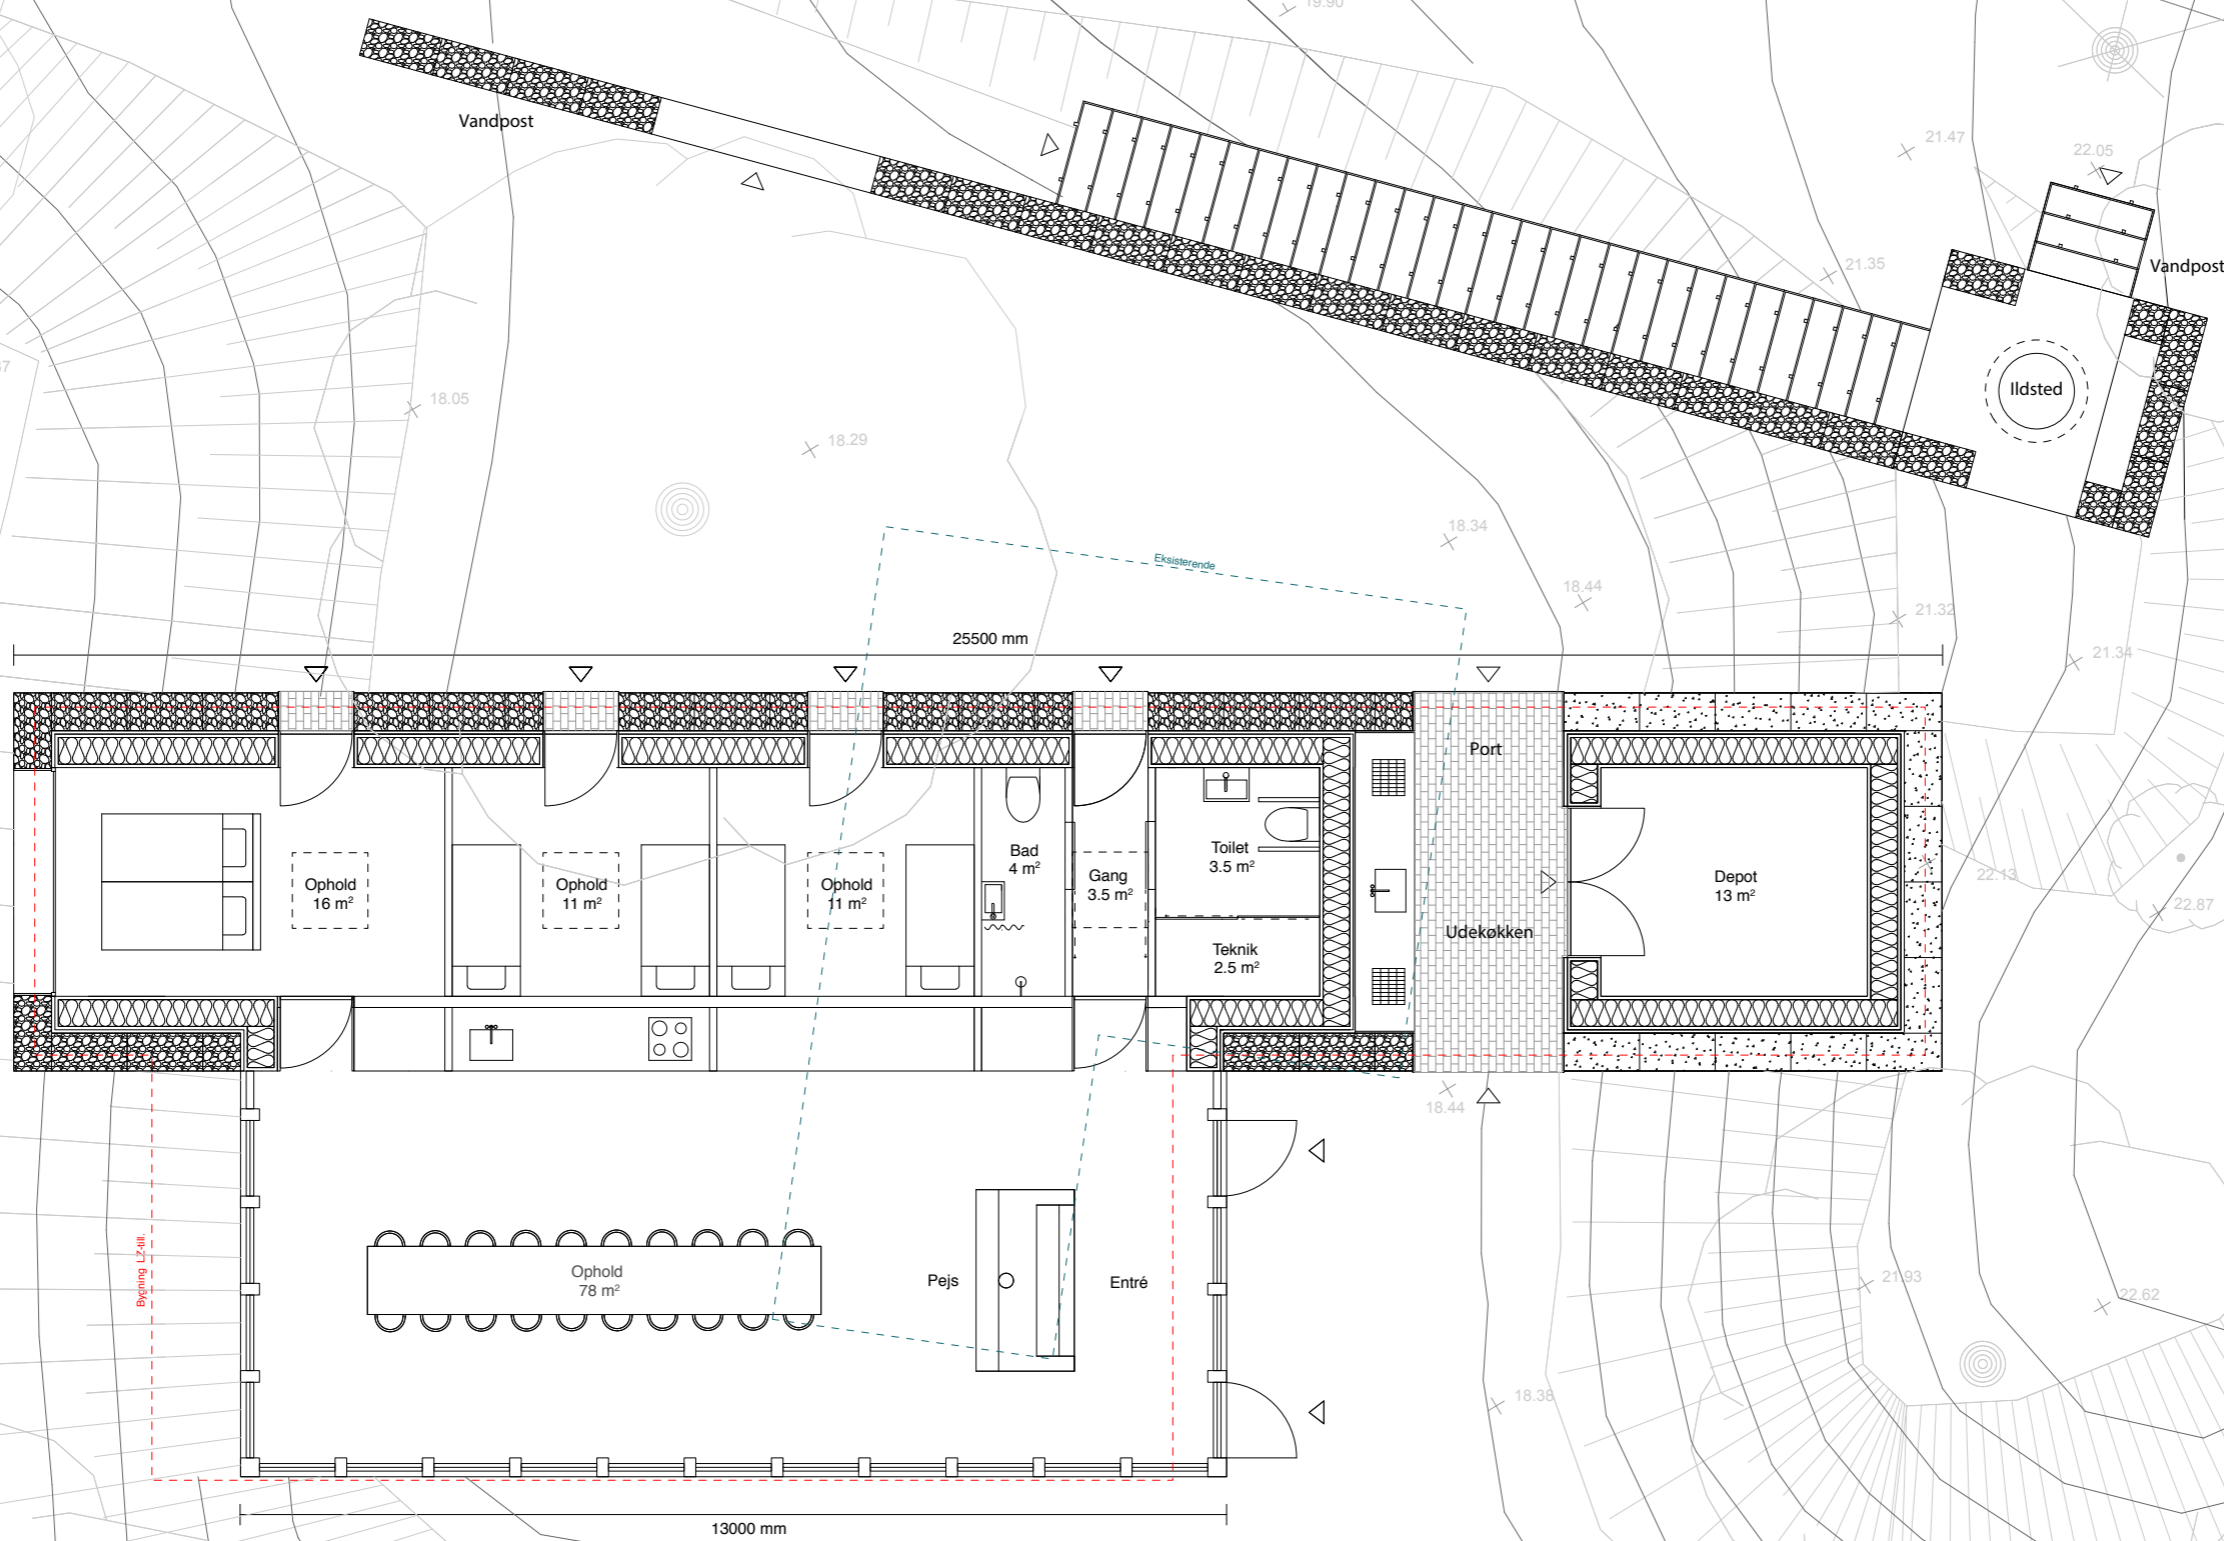 19.90
Vandpost
21.47
22.05
21.35
Vandpost
Ildsted
18.05
18.29
18.34
Eksisterende
18.44
21.32
25500 mm
21.34
Port
Ophold
16 m²
Ophold
11 m²
Ophold
11 m²
Bad
4 m²
Gang
3.5 m²
Toilet
3.5 m²
Depot
13 m²
22.13
22.87
Udekøkken
Teknik
2.5 m²
18.44
Bygning LZ-till.
Ophold
78 m²
Pejs
Entré
21.93
22.62
18.38
13000 mm